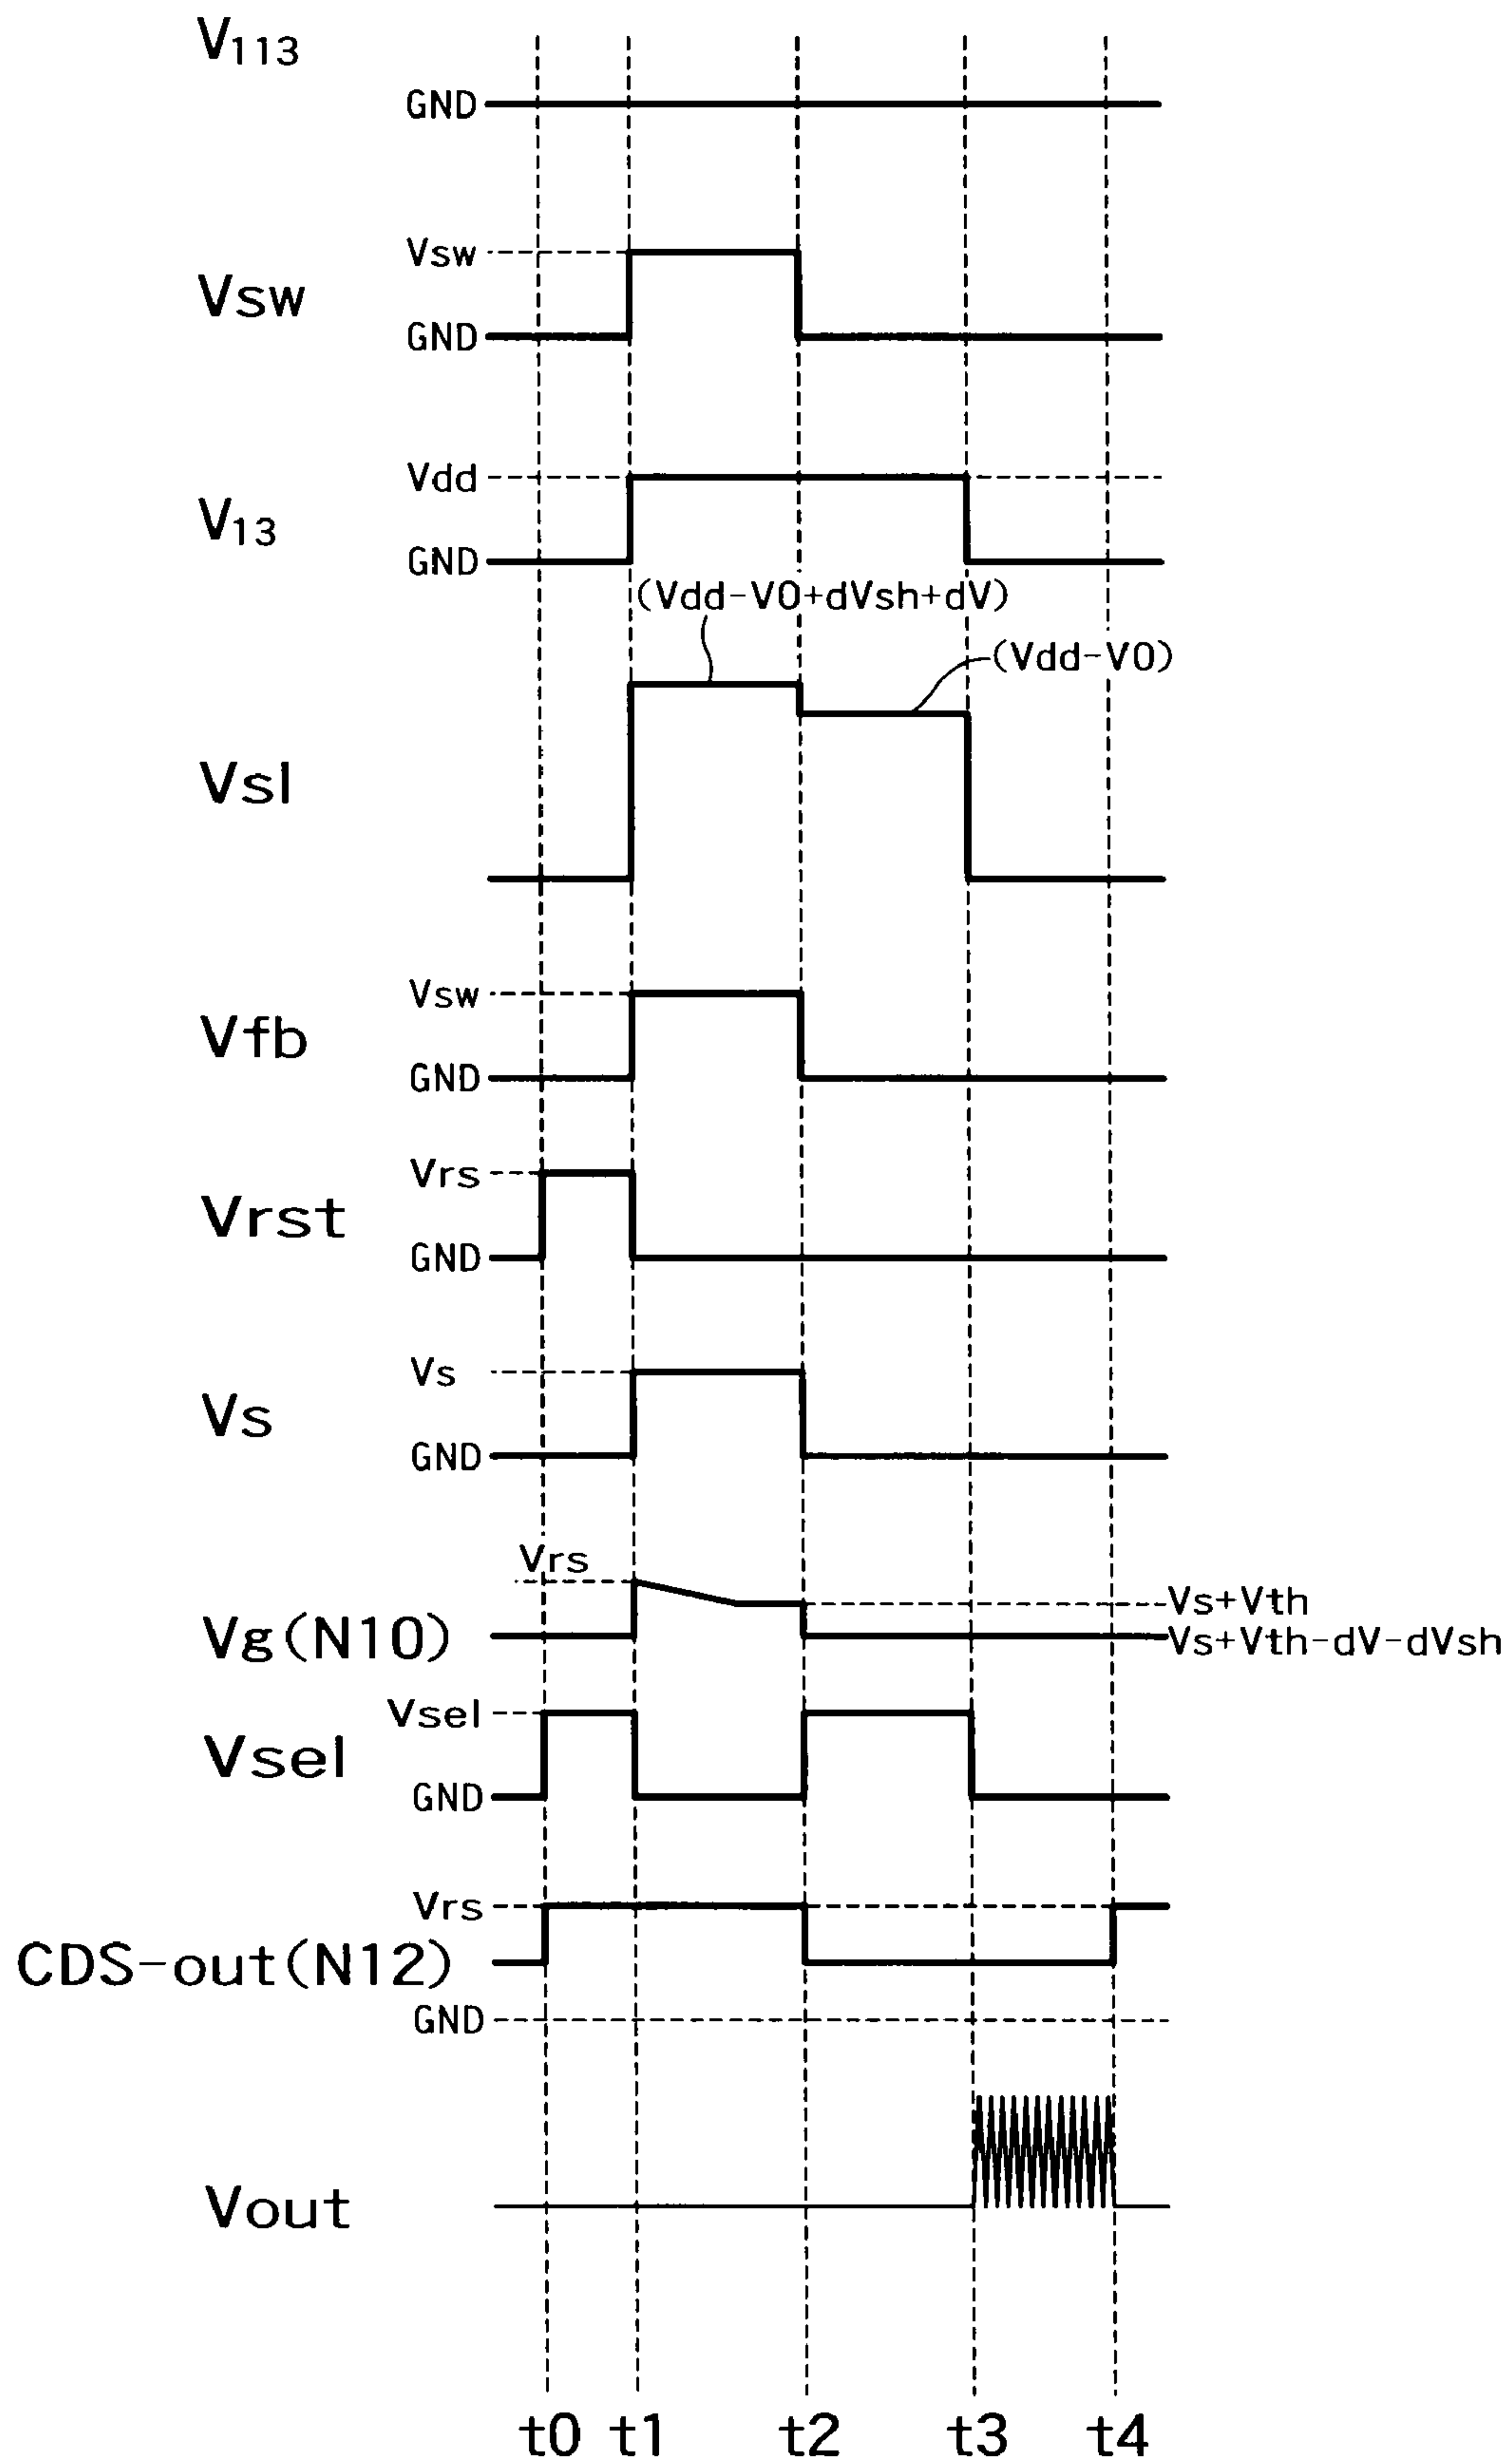 V113
GND
Vsw
Vsw
GND
Vdd
V13
GND
(Vdd-V0+dVsh+dV)
(Vdd-V0)
Vsl
Vsw
Vfb
GND
Vrs
Vrst
GND
Vs
Vs
GND
Vrs
Vs+Vth
Vg(N10)
Vs+Vth-dV-dVsh
Vsel
Vsel
GND
Vrs
CDS-out(N12)
GND
Vout
t0 t1 t2 t3 t4